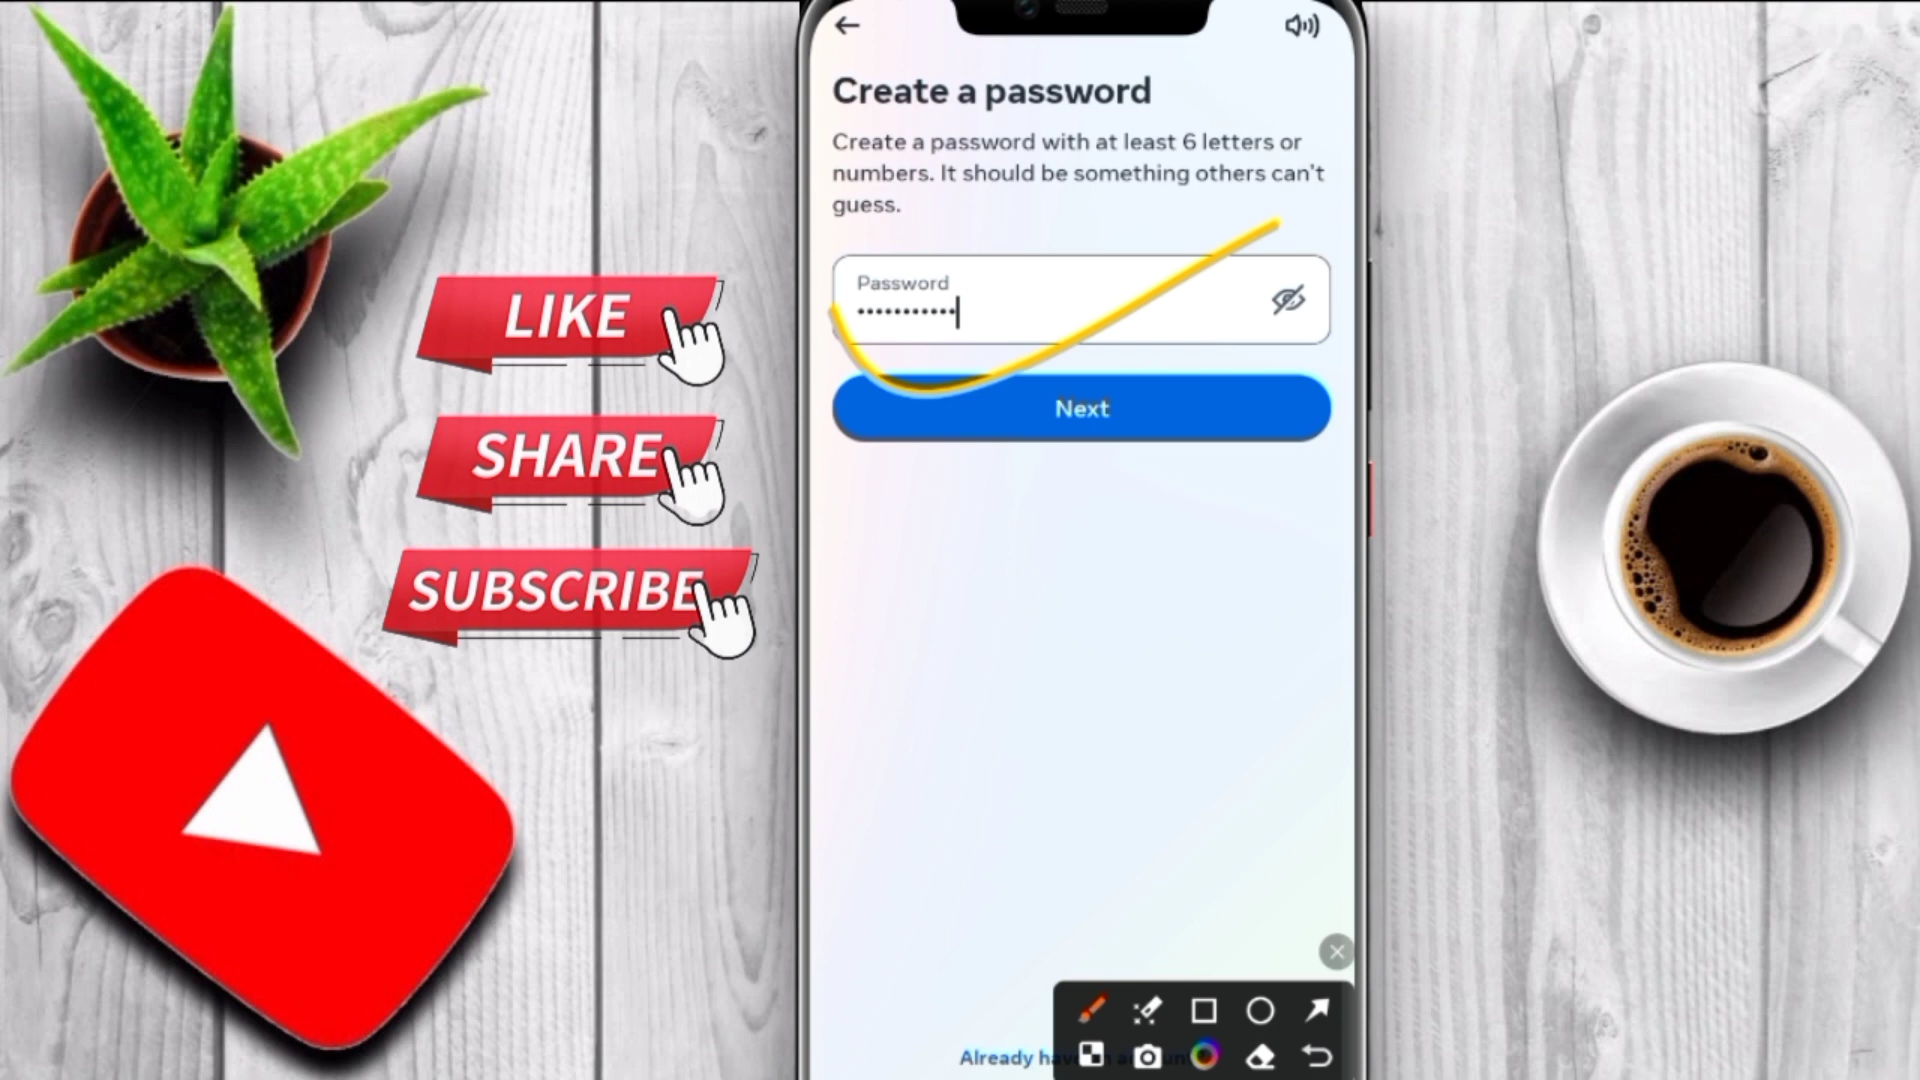 Create a password
Create a password with at least 6 letters or
numbers. It should be something others can't
guess.
Password
Next
LIKE
SHARE
SUBSCRIBE
Already